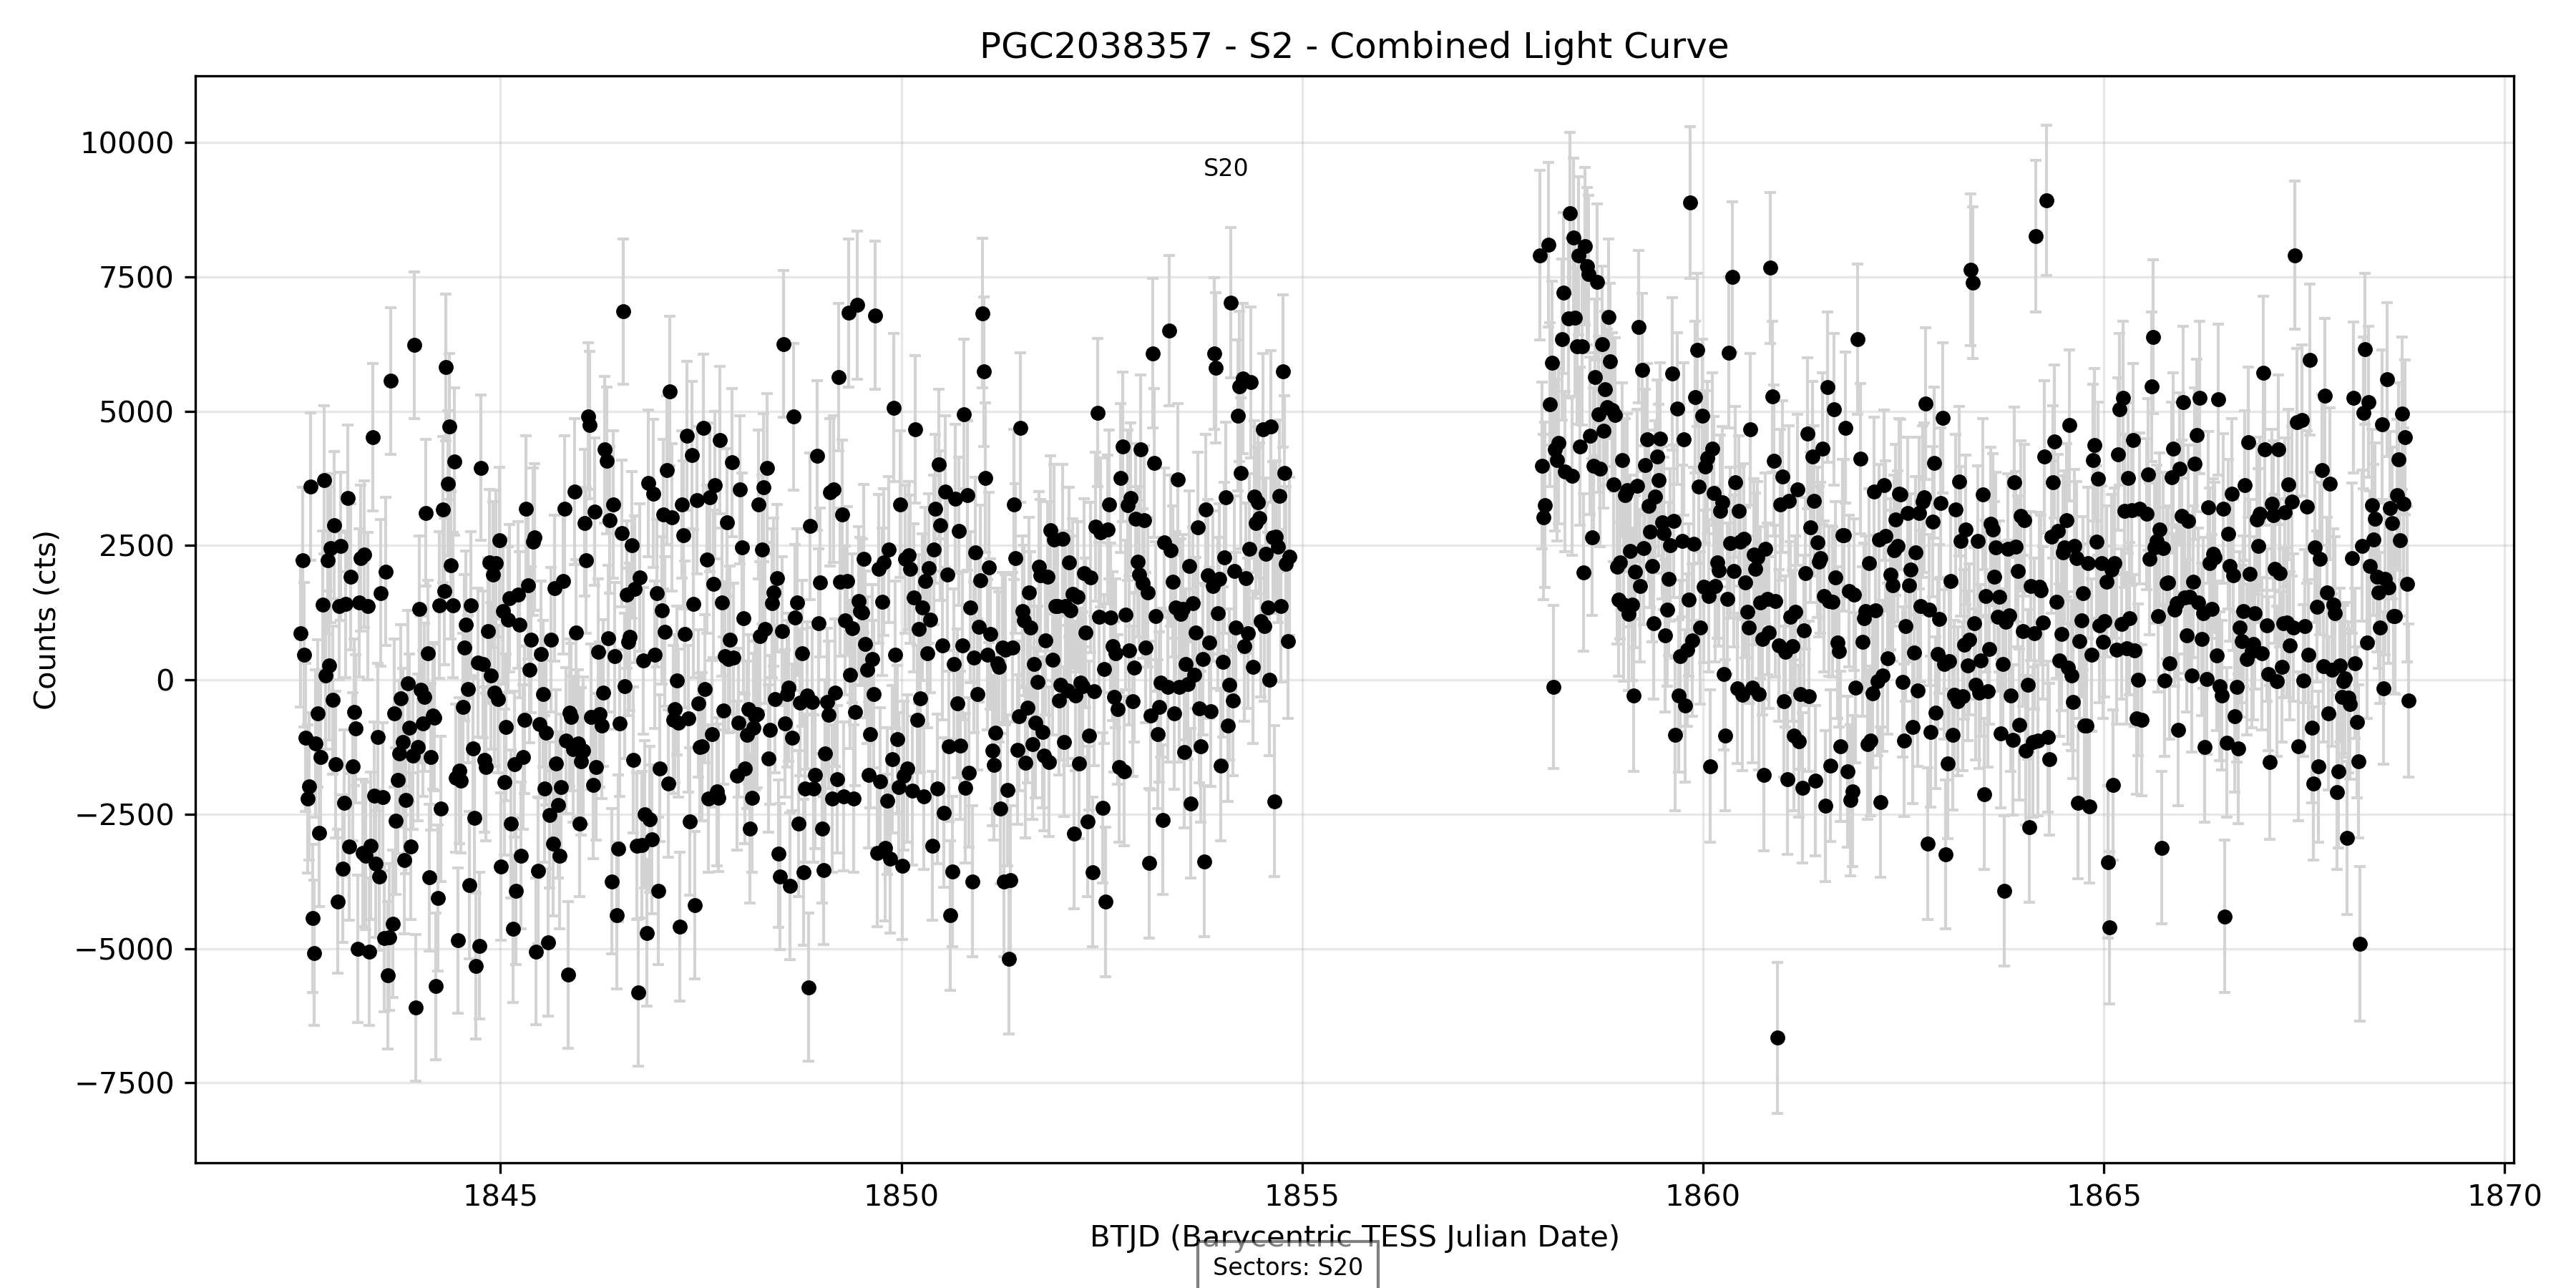 PGC2038357 - S2 - Combined Light Curve
10000
7500
5000
2500
0
−2500
−5000
−7500
Counts (cts)
S20
1845
1850
1855
1860
1865
1870
BTJD (Barycentric TESS Julian Date)
Sectors: S20